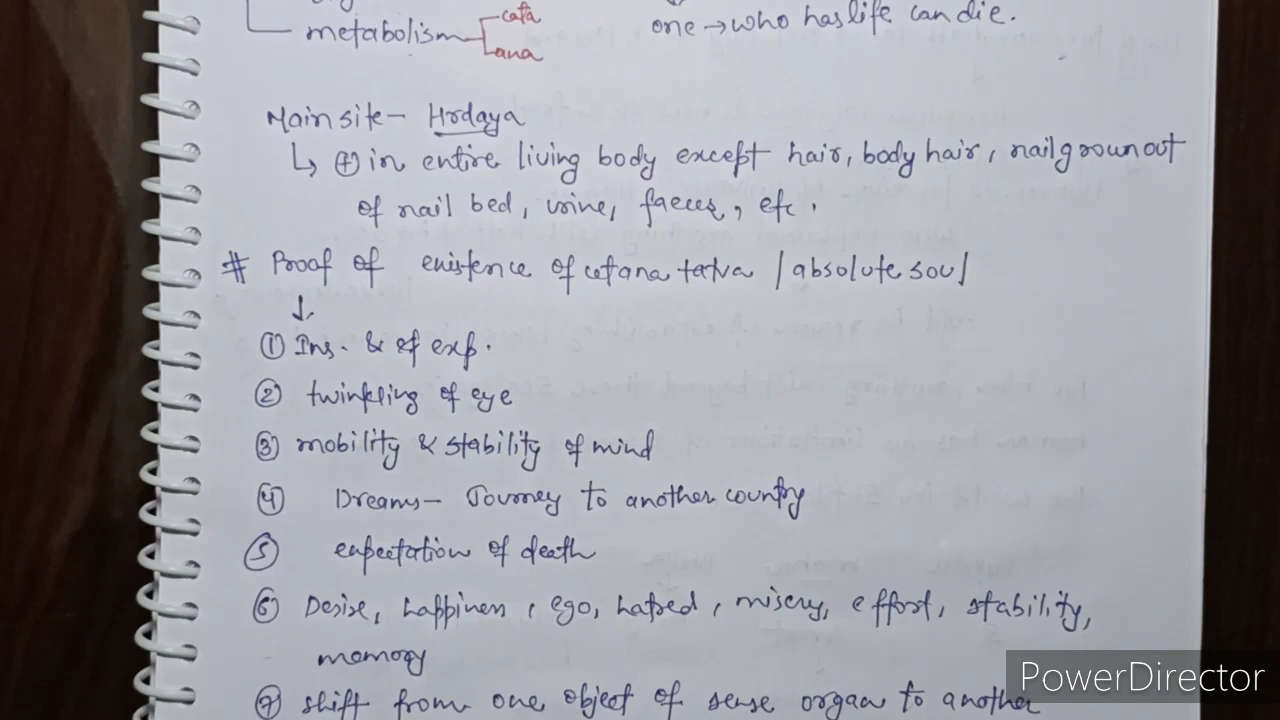 metabolism cata
ana
one → who has life can die.
Main site - Hrdaya
↳ ⊕ in entire living body except hair, body hair, nail grown out
of nail bed, urine, faeces, etc.
# Proof of existence of cetana tatva / absolute soul
↓
① Ins. & of exp.
② twinkling of eye
③ mobility & stability of mind
④ Dreams - Journey to another country
⑤ expectation of death
⑥ Desire, happiness, ego, hatred, misery, effort, stability,
memory
⑦ shift from one object of sense organ to another
PowerDirector